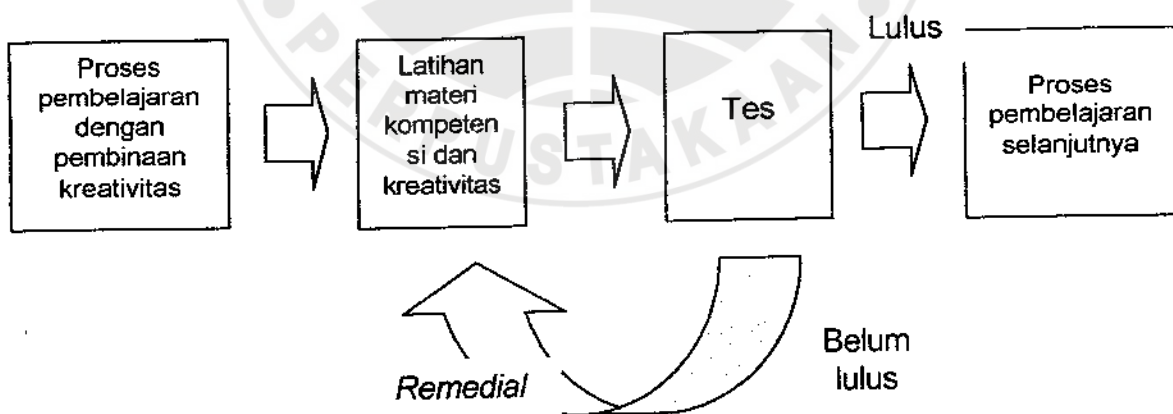 Proses
pembelajaran
dengan
pembinaan
kreativitas
Latihan
materi
kompeten
si dan
kreativitas
Tes
Lulus
Proses
pembelajaran
selanjutnya
Belum
lulus
Remedial
PERPUSTAKAAN